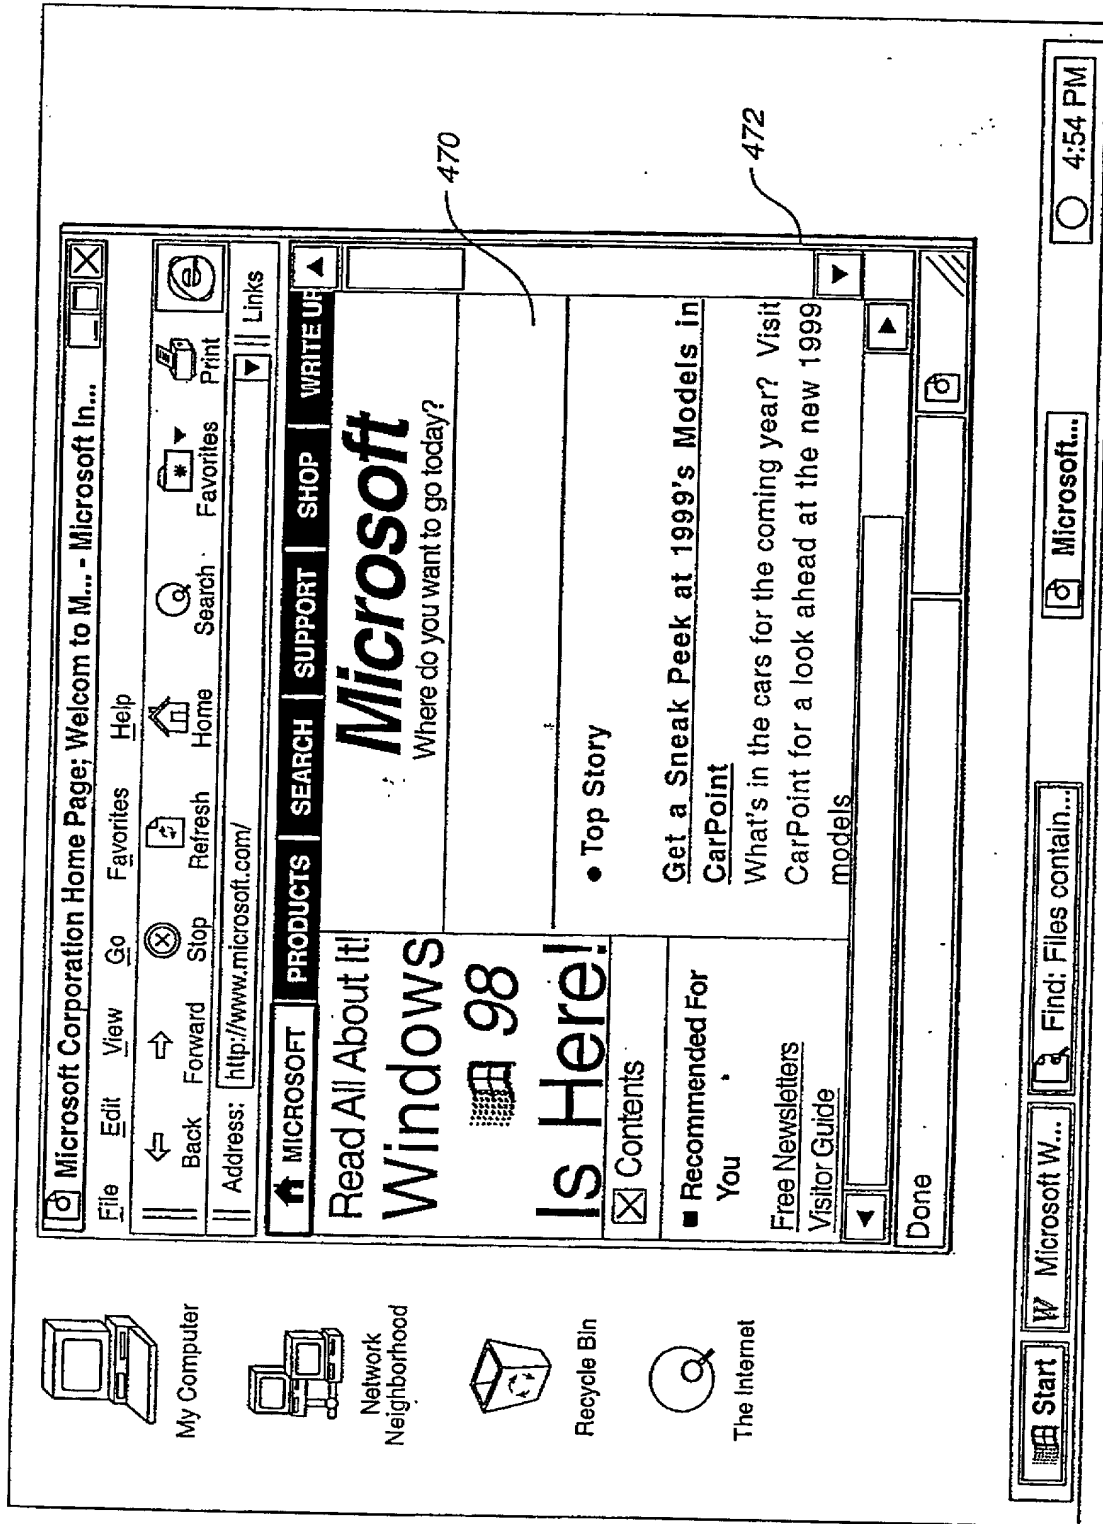 Microsoft Corporation Home Page; Welcom to M... - Microsoft In...
File Edit View Go Favorites Help
Back Forward Stop Refresh Home Search Favorites Print
Address: http://www.microsoft.com/ Links
MICROSOFT PRODUCTS SEARCH SUPPORT SHOP WRITE US
Read All About It!
Windows
98
Is Here!
Contents
Recommended For
You
Free Newsletters
Visitor Guide
Microsoft
Where do you want to go today?
• Top Story
Get a Sneak Peek at 1999's Models in
CarPoint
What's in the cars for the coming year? Visit
CarPoint for a look ahead at the new 1999
models
Done
470
472
My Computer
Network
Neighborhood
Recycle Bin
The Internet
Start
W Microsoft W...
Find: Files contain...
Microsoft...
4:54 PM